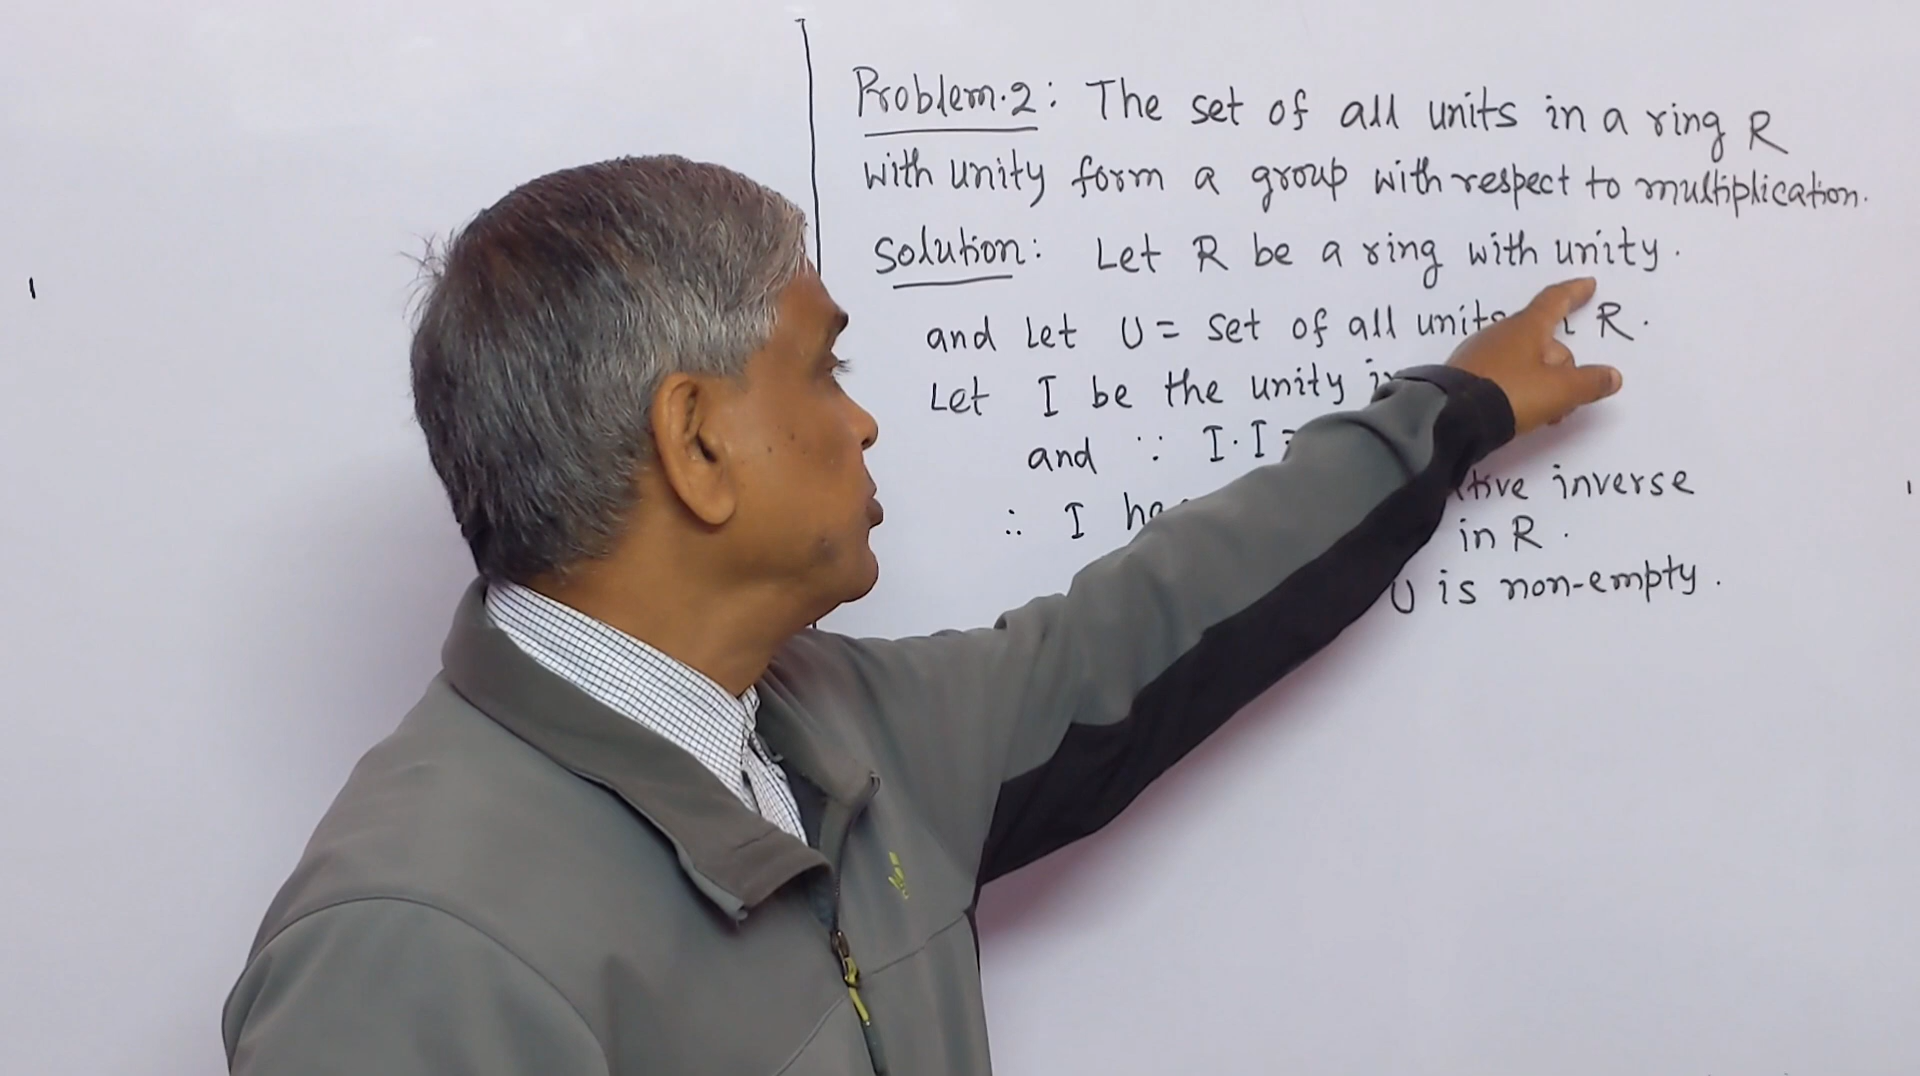 Problem.2: The set of all units in a ring R
with unity form a group with respect to multiplication.
Solution: Let R be a ring with unity.
and Let U = set of all units R.
Let I be the unity
and ∵ I.I =
∴ I inverse
in R.
U is non-empty.